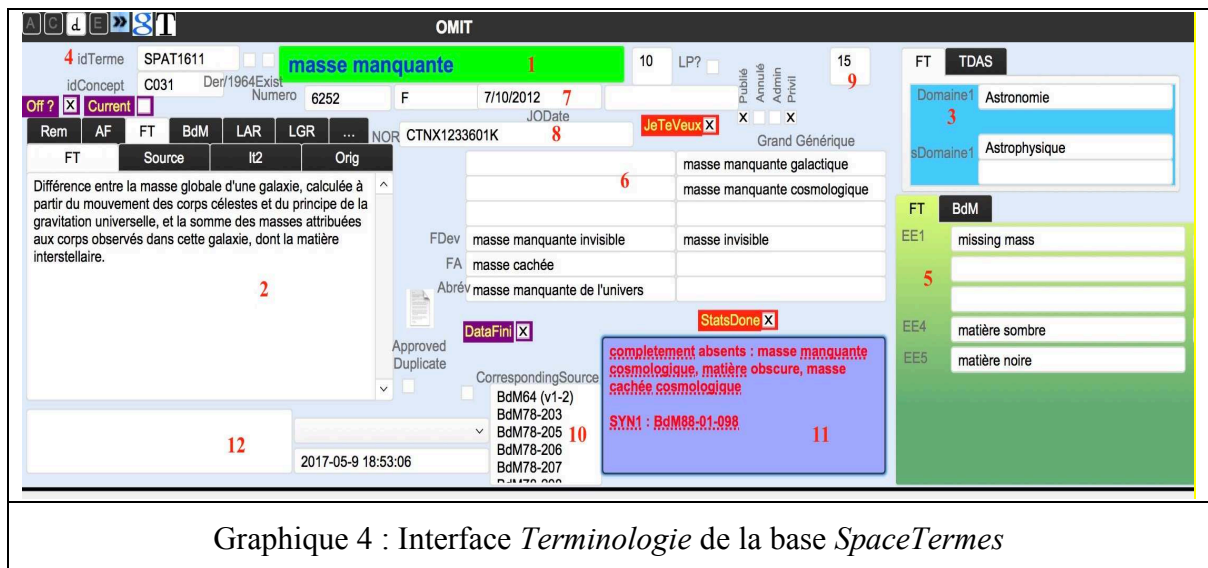 A C d E » 8 T OMIT
4 idTerme SPAT1611 masse manquante 1 10 LP? 15
idConcept C031 Der/1964Exist
Publié Annulé Admin Privil
9
Numero 6252 F 7/10/2012 7
Off ? X Current
JODate
X X
Rem AF FT BdM LAR LGR ... NOR CTNX1233601K 8 JeTeVeux X
Grand Générique
FT Source It2 Orig
Différence entre la masse globale d'une galaxie, calculée à
partir du mouvement des corps célestes et du principe de la
gravitation universelle, et la somme des masses attribuées
aux corps observés dans cette galaxie, dont la matière
interstellaire.
2
masse manquante galactique
6
masse manquante cosmologique
FDev masse manquante invisible masse invisible
FA masse cachée
Abrév masse manquante de l'univers
FT TDAS
Domaine1 Astronomie
3
sDomaine1 Astrophysique
FT BdM
EE1 missing mass
5
EE4 matière sombre
EE5 matière noire
DataFini X
StatsDone X
Approved
Duplicate
CorrespondingSource
BdM64 (v1-2)
BdM78-203
BdM78-205 10
BdM78-206
BdM78-207
completement absents : masse manquante
cosmologique, matière obscure, masse
cachée cosmologique
SYN1 : BdM88-01-098
11
12
2017-05-9 18:53:06
Graphique 4 : Interface Terminologie de la base SpaceTermes